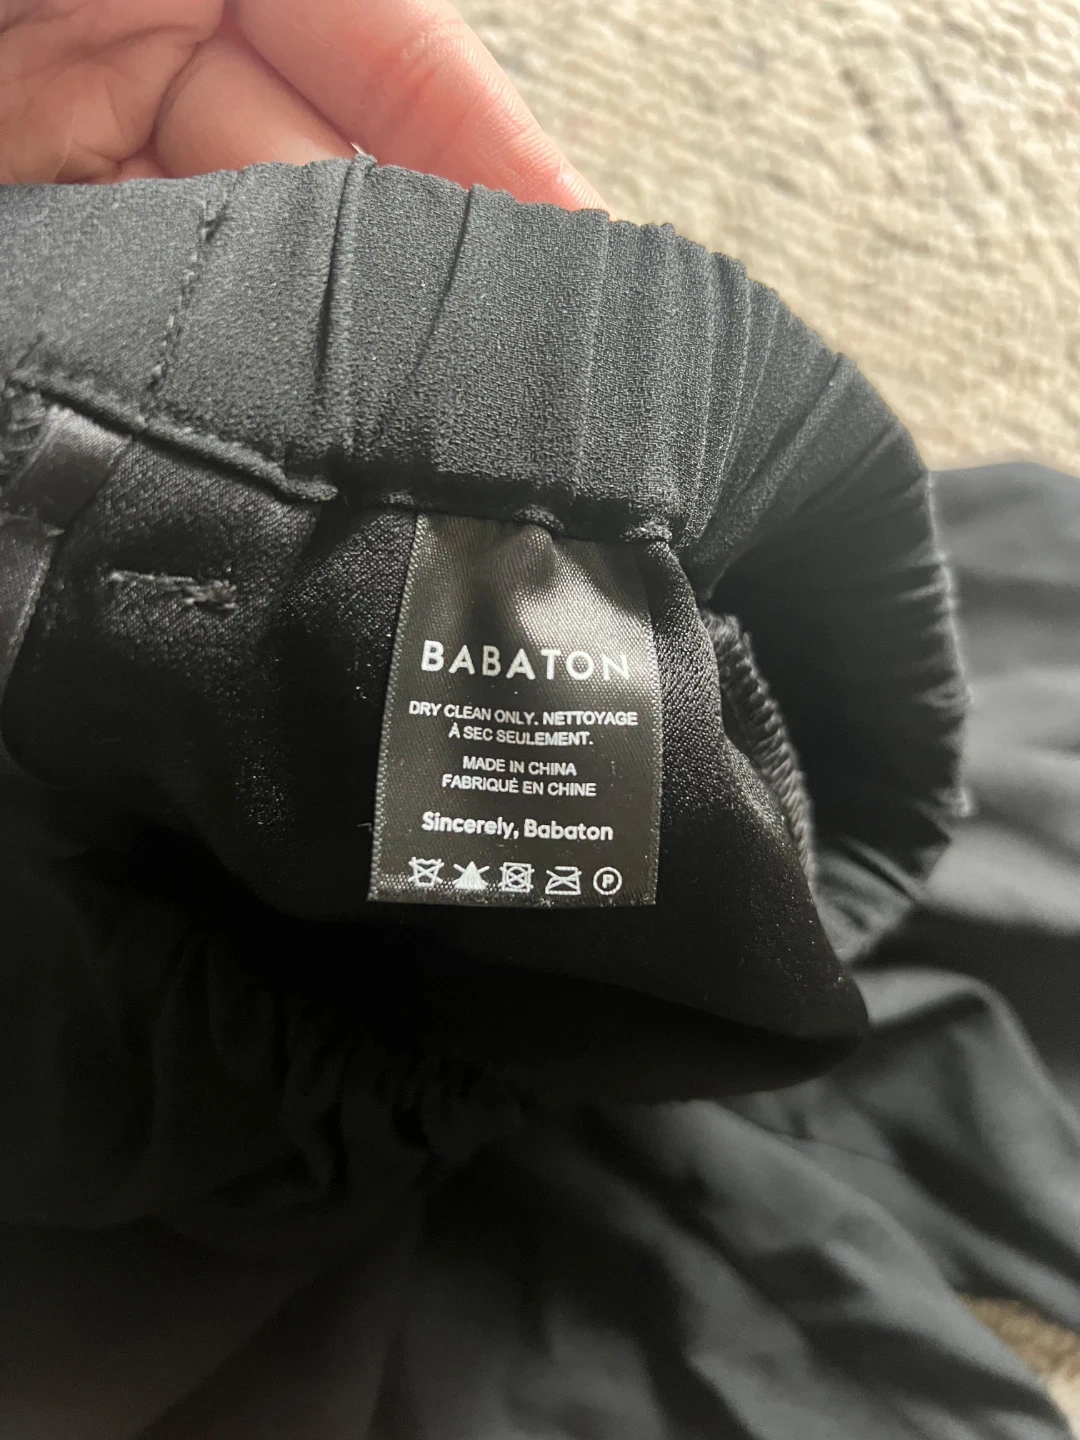 BABATON
DRY CLEAN ONLY. NETTOYAGE
À SEC SEULEMENT.
MADE IN CHINA
FABRIQUÉ EN CHINE
Sincerely, Babaton
P